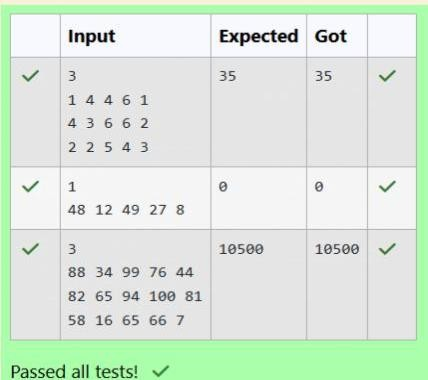 Input Expected Got
3 35 35
1 4 4 6 1
4 3 6 6 2
2 2 5 4 3
1 0 0
48 12 49 27 8
3 10500 10500
88 34 99 76 44
82 65 94 100 81
58 16 65 66 7
Passed all tests!